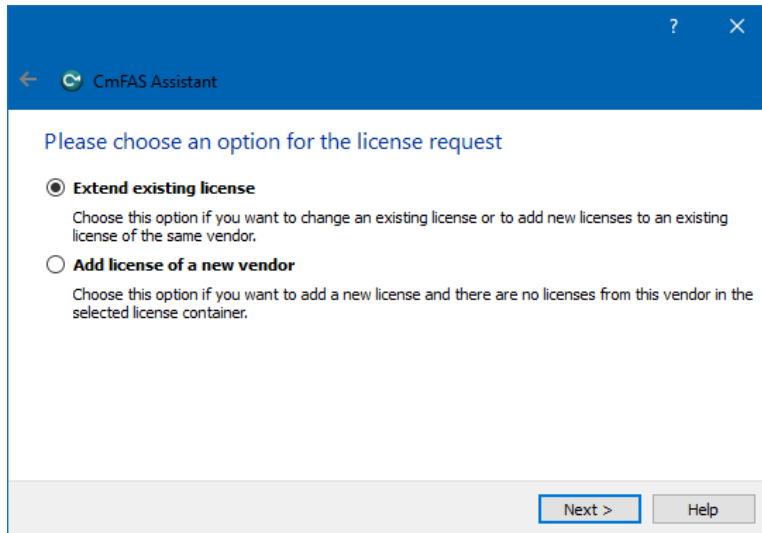 ?
CmFAS Assistant
Please choose an option for the license request
Extend existing license
Choose this option if you want to change an existing license or to add new licenses to an existing
license of the same vendor.
Add license of a new vendor
Choose this option if you want to add a new license and there are no licenses from this vendor in the
selected license container.
Next >
Help